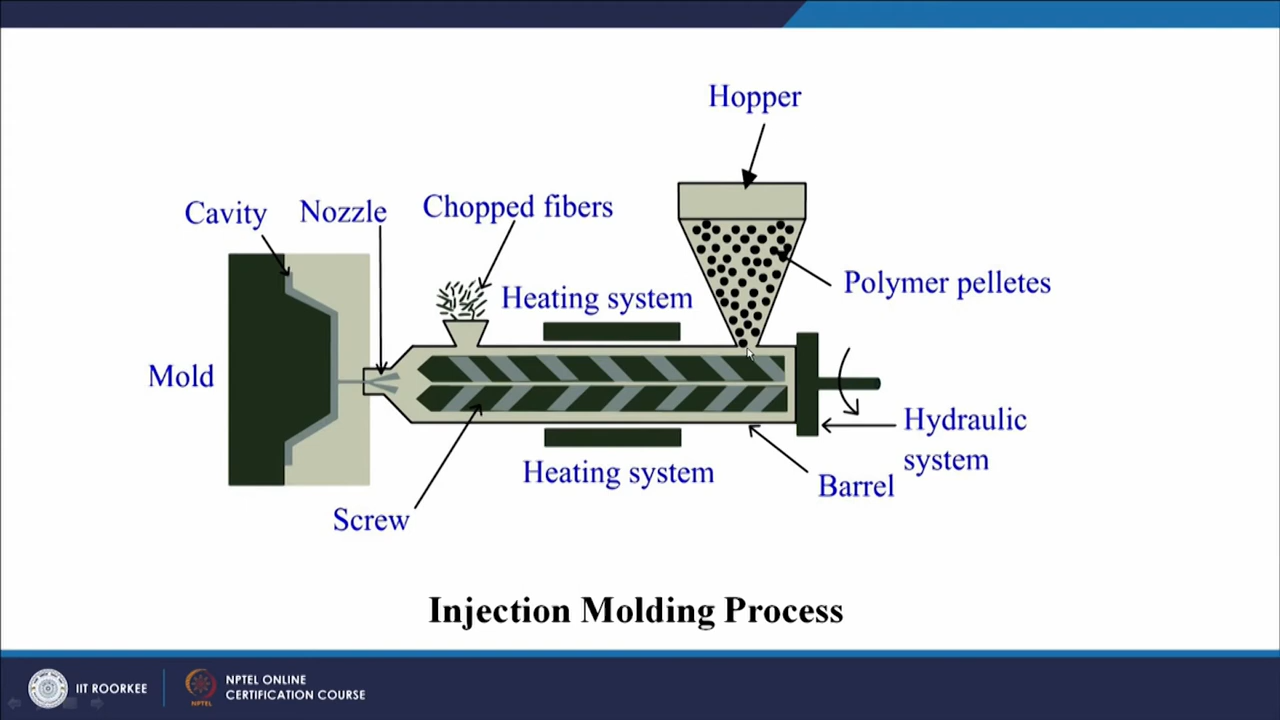 Hopper
Cavity
Nozzle
Chopped fibers
Heating system
Polymer pelletes
Mold
Hydraulic
system
Barrel
Heating system
Screw
Injection Molding Process
IIT ROORKEE
NPTEL
NPTEL ONLINE
CERTIFICATION COURSE